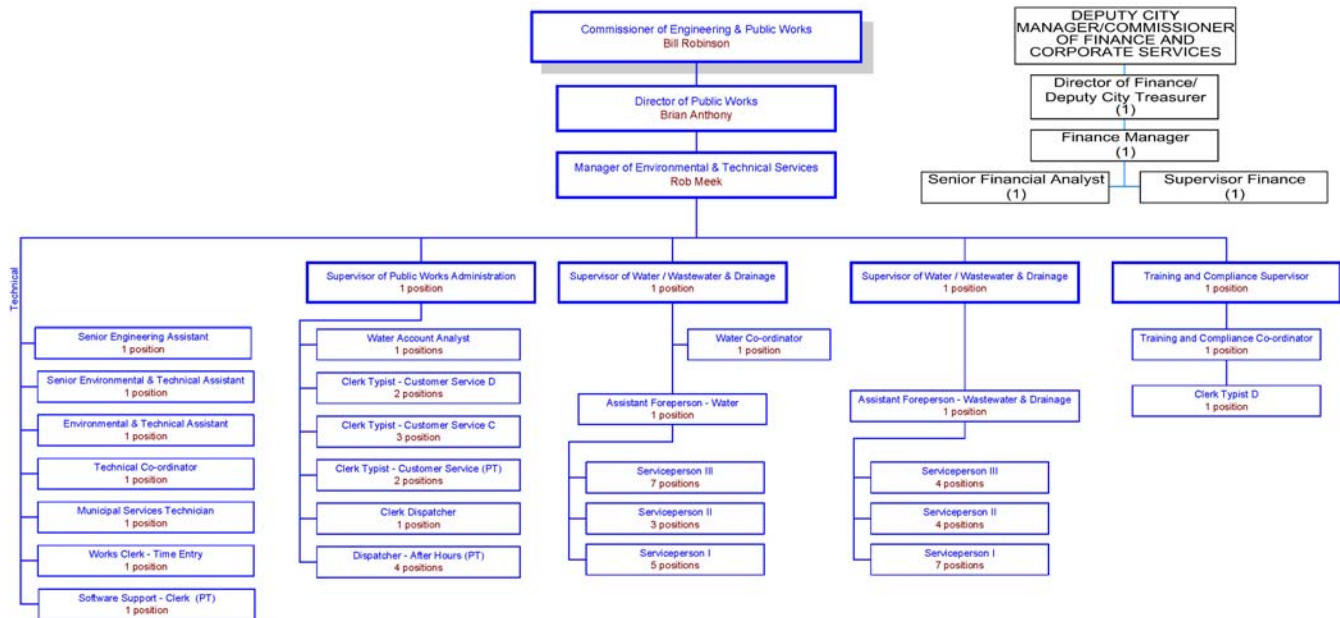 Commissioner of Engineering & Public Works
Bill Robinson
Director of Public Works
Brian Anthony
Manager of Environmental & Technical Services
Rob Meek
DEPUTY CITY
MANAGER/COMMISSIONER
OF FINANCE AND
CORPORATE SERVICES
Director of Finance/
Deputy City Treasurer
(1)
Finance Manager
(1)
Senior Financial Analyst
(1)
Supervisor Finance
(1)
Technical
Senior Engineering Assistant
1 position
Senior Environmental & Technical Assistant
1 position
Environmental & Technical Assistant
1 position
Technical Co-ordinator
1 position
Municipal Services Technician
1 position
Works Clerk - Time Entry
1 position
Software Support - Clerk (PT)
1 position
Supervisor of Public Works Administration
1 position
Water Account Analyst
1 positions
Clerk Typist - Customer Service D
2 positions
Clerk Typist - Customer Service C
3 position
Clerk Typist - Customer Service (PT)
2 positions
Clerk Dispatcher
1 position
Dispatcher - After Hours (PT)
4 positions
Supervisor of Water / Wastewater & Drainage
1 position
Water Co-ordinator
1 position
Assistant Foreperson - Water
1 position
Serviceperson III
7 positions
Serviceperson II
3 positions
Serviceperson I
5 positions
Supervisor of Water / Wastewater & Drainage
1 position
Assistant Foreperson - Wastewater & Drainage
1 position
Serviceperson III
4 positions
Serviceperson II
4 positions
Serviceperson I
7 positions
Training and Compliance Supervisor
1 position
Training and Compliance Co-ordinator
1 position
Clerk Typist D
1 position